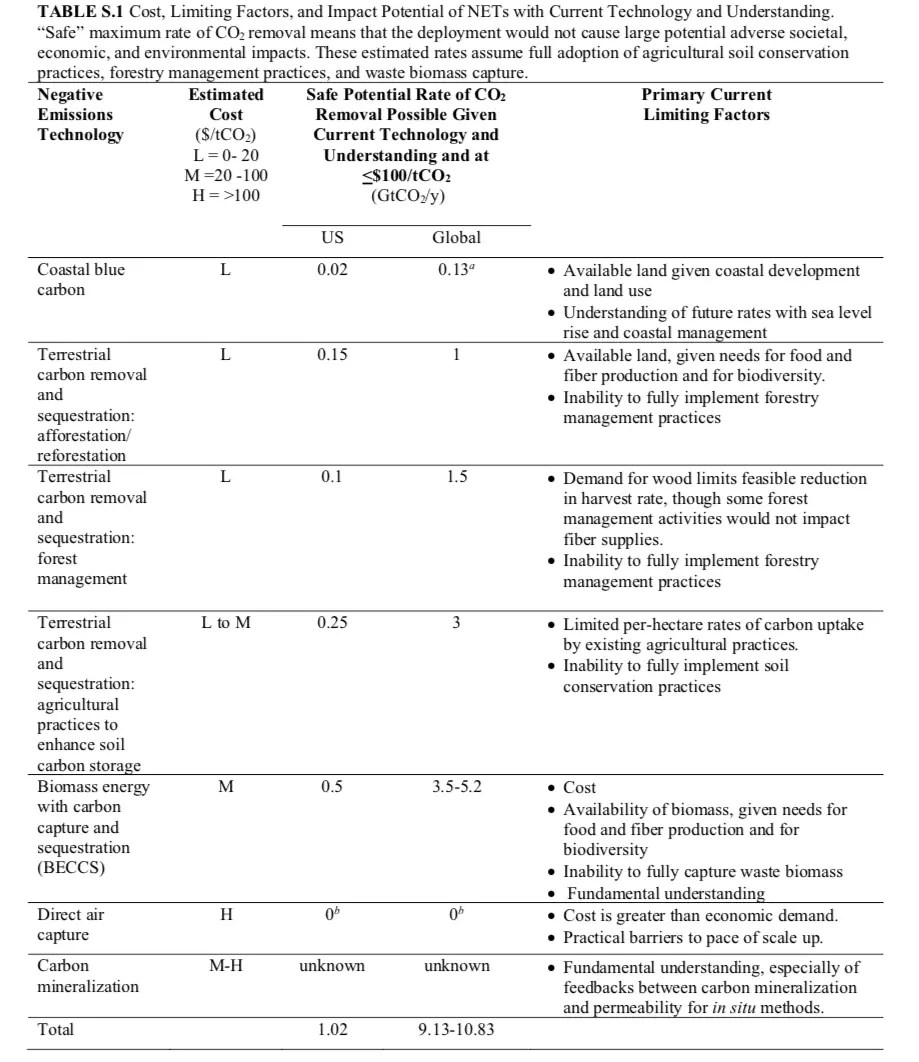 TABLE S.1 Cost, Limiting Factors, and Impact Potential of NETs with Current Technology and Understanding.
“Safe” maximum rate of CO2 removal means that the deployment would not cause large potential adverse societal,
economic, and environmental impacts. These estimated rates assume full adoption of agricultural soil conservation
practices, forestry management practices, and waste biomass capture.
Negative
Emissions
Technology
Estimated
Cost
($/tCO2)
L = 0- 20
M =20 -100
H = >100
Safe Potential Rate of CO2
Removal Possible Given
Current Technology and
Understanding and at
≤$100/tCO2
(GtCO2/y)
Primary Current
Limiting Factors
US Global
Coastal blue
carbon
L 0.02 0.13a
• Available land given coastal development
and land use
• Understanding of future rates with sea level
rise and coastal management
Terrestrial
carbon removal
and
sequestration:
afforestation/
reforestation
L 0.15 1
• Available land, given needs for food and
fiber production and for biodiversity.
• Inability to fully implement forestry
management practices
Terrestrial
carbon removal
and
sequestration:
forest
management
L 0.1 1.5
• Demand for wood limits feasible reduction
in harvest rate, though some forest
management activities would not impact
fiber supplies.
• Inability to fully implement forestry
management practices
Terrestrial
carbon removal
and
sequestration:
agricultural
practices to
enhance soil
carbon storage
L to M 0.25 3
• Limited per-hectare rates of carbon uptake
by existing agricultural practices.
• Inability to fully implement soil
conservation practices
Biomass energy
with carbon
capture and
sequestration
(BECCS)
M 0.5 3.5-5.2
• Cost
• Availability of biomass, given needs for
food and fiber production and for
biodiversity
• Inability to fully capture waste biomass
• Fundamental understanding
Direct air
capture
H 0b 0b
• Cost is greater than economic demand.
• Practical barriers to pace of scale up.
Carbon
mineralization
M-H unknown unknown
• Fundamental understanding, especially of
feedbacks between carbon mineralization
and permeability for in situ methods.
Total 1.02 9.13-10.83